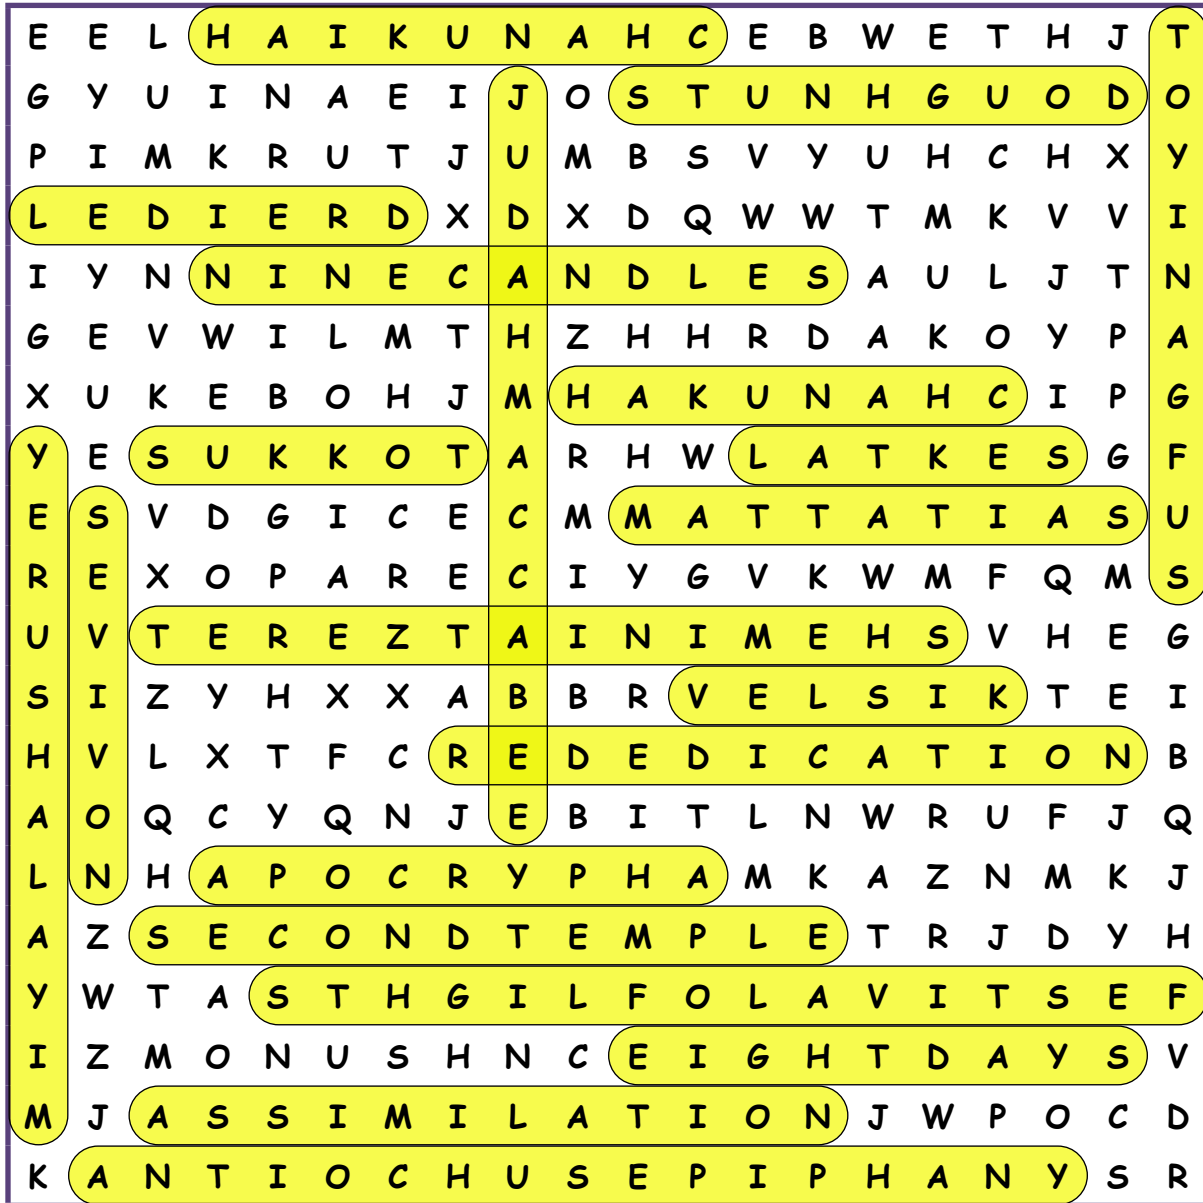 E E L H A I K U N A H C E B W E T H J T
G Y U I N A E I J O S T U N H G U O D O
P I M K R U T J U M B S V Y U H C H X Y
L E D I E R D X D X D Q W W T M K V V I
I Y N N I N E C A N D L E S A U L J T N
G E V W I L M T H Z H H R D A K O Y P A
X U K E B O H J M H A K U N A H C I P G
Y E S U K K O T A R H W L A T K E S G F
E S V D G I C E C M M A T T A T I A S U
R E X O P A R E C I Y G V K W M F Q M S
U V T E R E Z T A I N I M E H S V H E G
S I Z Y H X X A B B R V E L S I K T E I
H V L X T F C R E D E D I C A T I O N B
A O Q C Y Q N J E B I T L N W R U F J Q
L N H A P O C R Y P H A M K A Z N M K J
A Z S E C O N D T E M P L E T R J D Y H
Y W T A S T H G I L F O L A V I T S E F
I Z M O N U S H N C E I G H T D A Y S V
M J A S S I M I L A T I O N J W P O C D
K A N T I O C H U S E P I P H A N Y S R